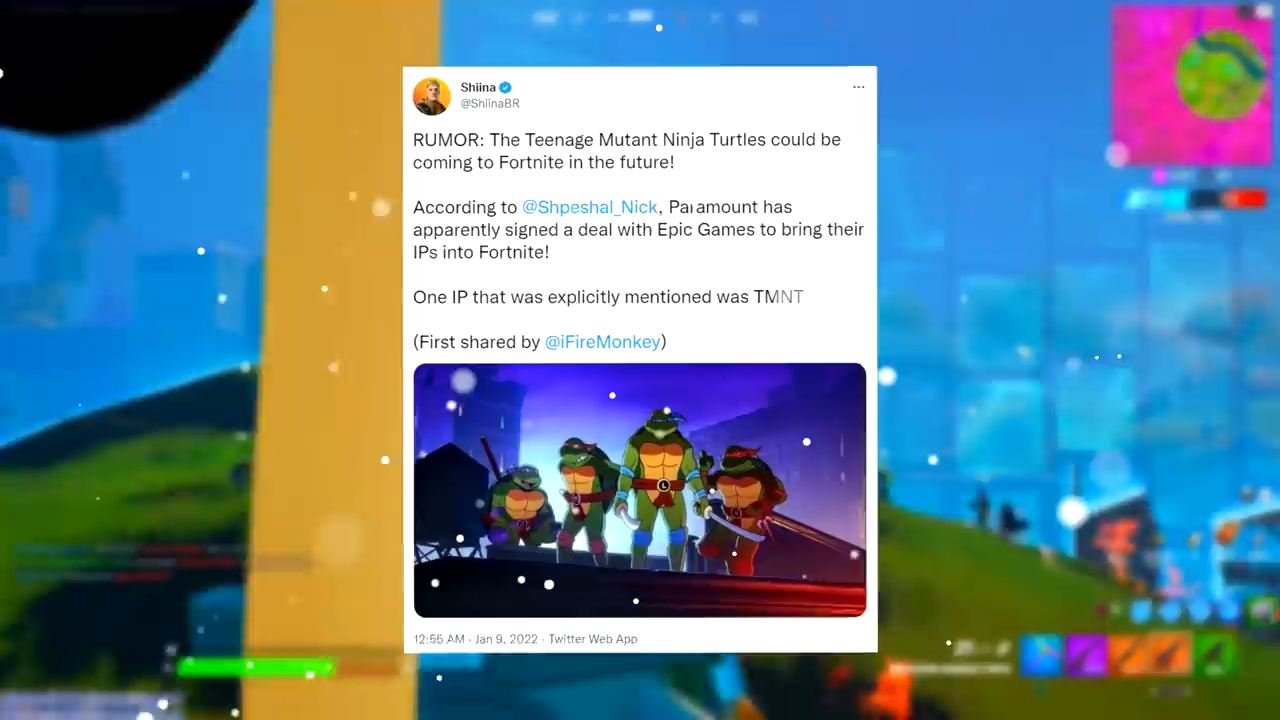 Shiina
@ShiinaBR
RUMOR: The Teenage Mutant Ninja Turtles could be
coming to Fortnite in the future!
According to @Shpeshal_Nick, Paramount has
apparently signed a deal with Epic Games to bring their
IPs into Fortnite!
One IP that was explicitly mentioned was TMNT
(First shared by @iFireMonkey)
L
12:56 AM · Jan 9, 2022 · Twitter Web App